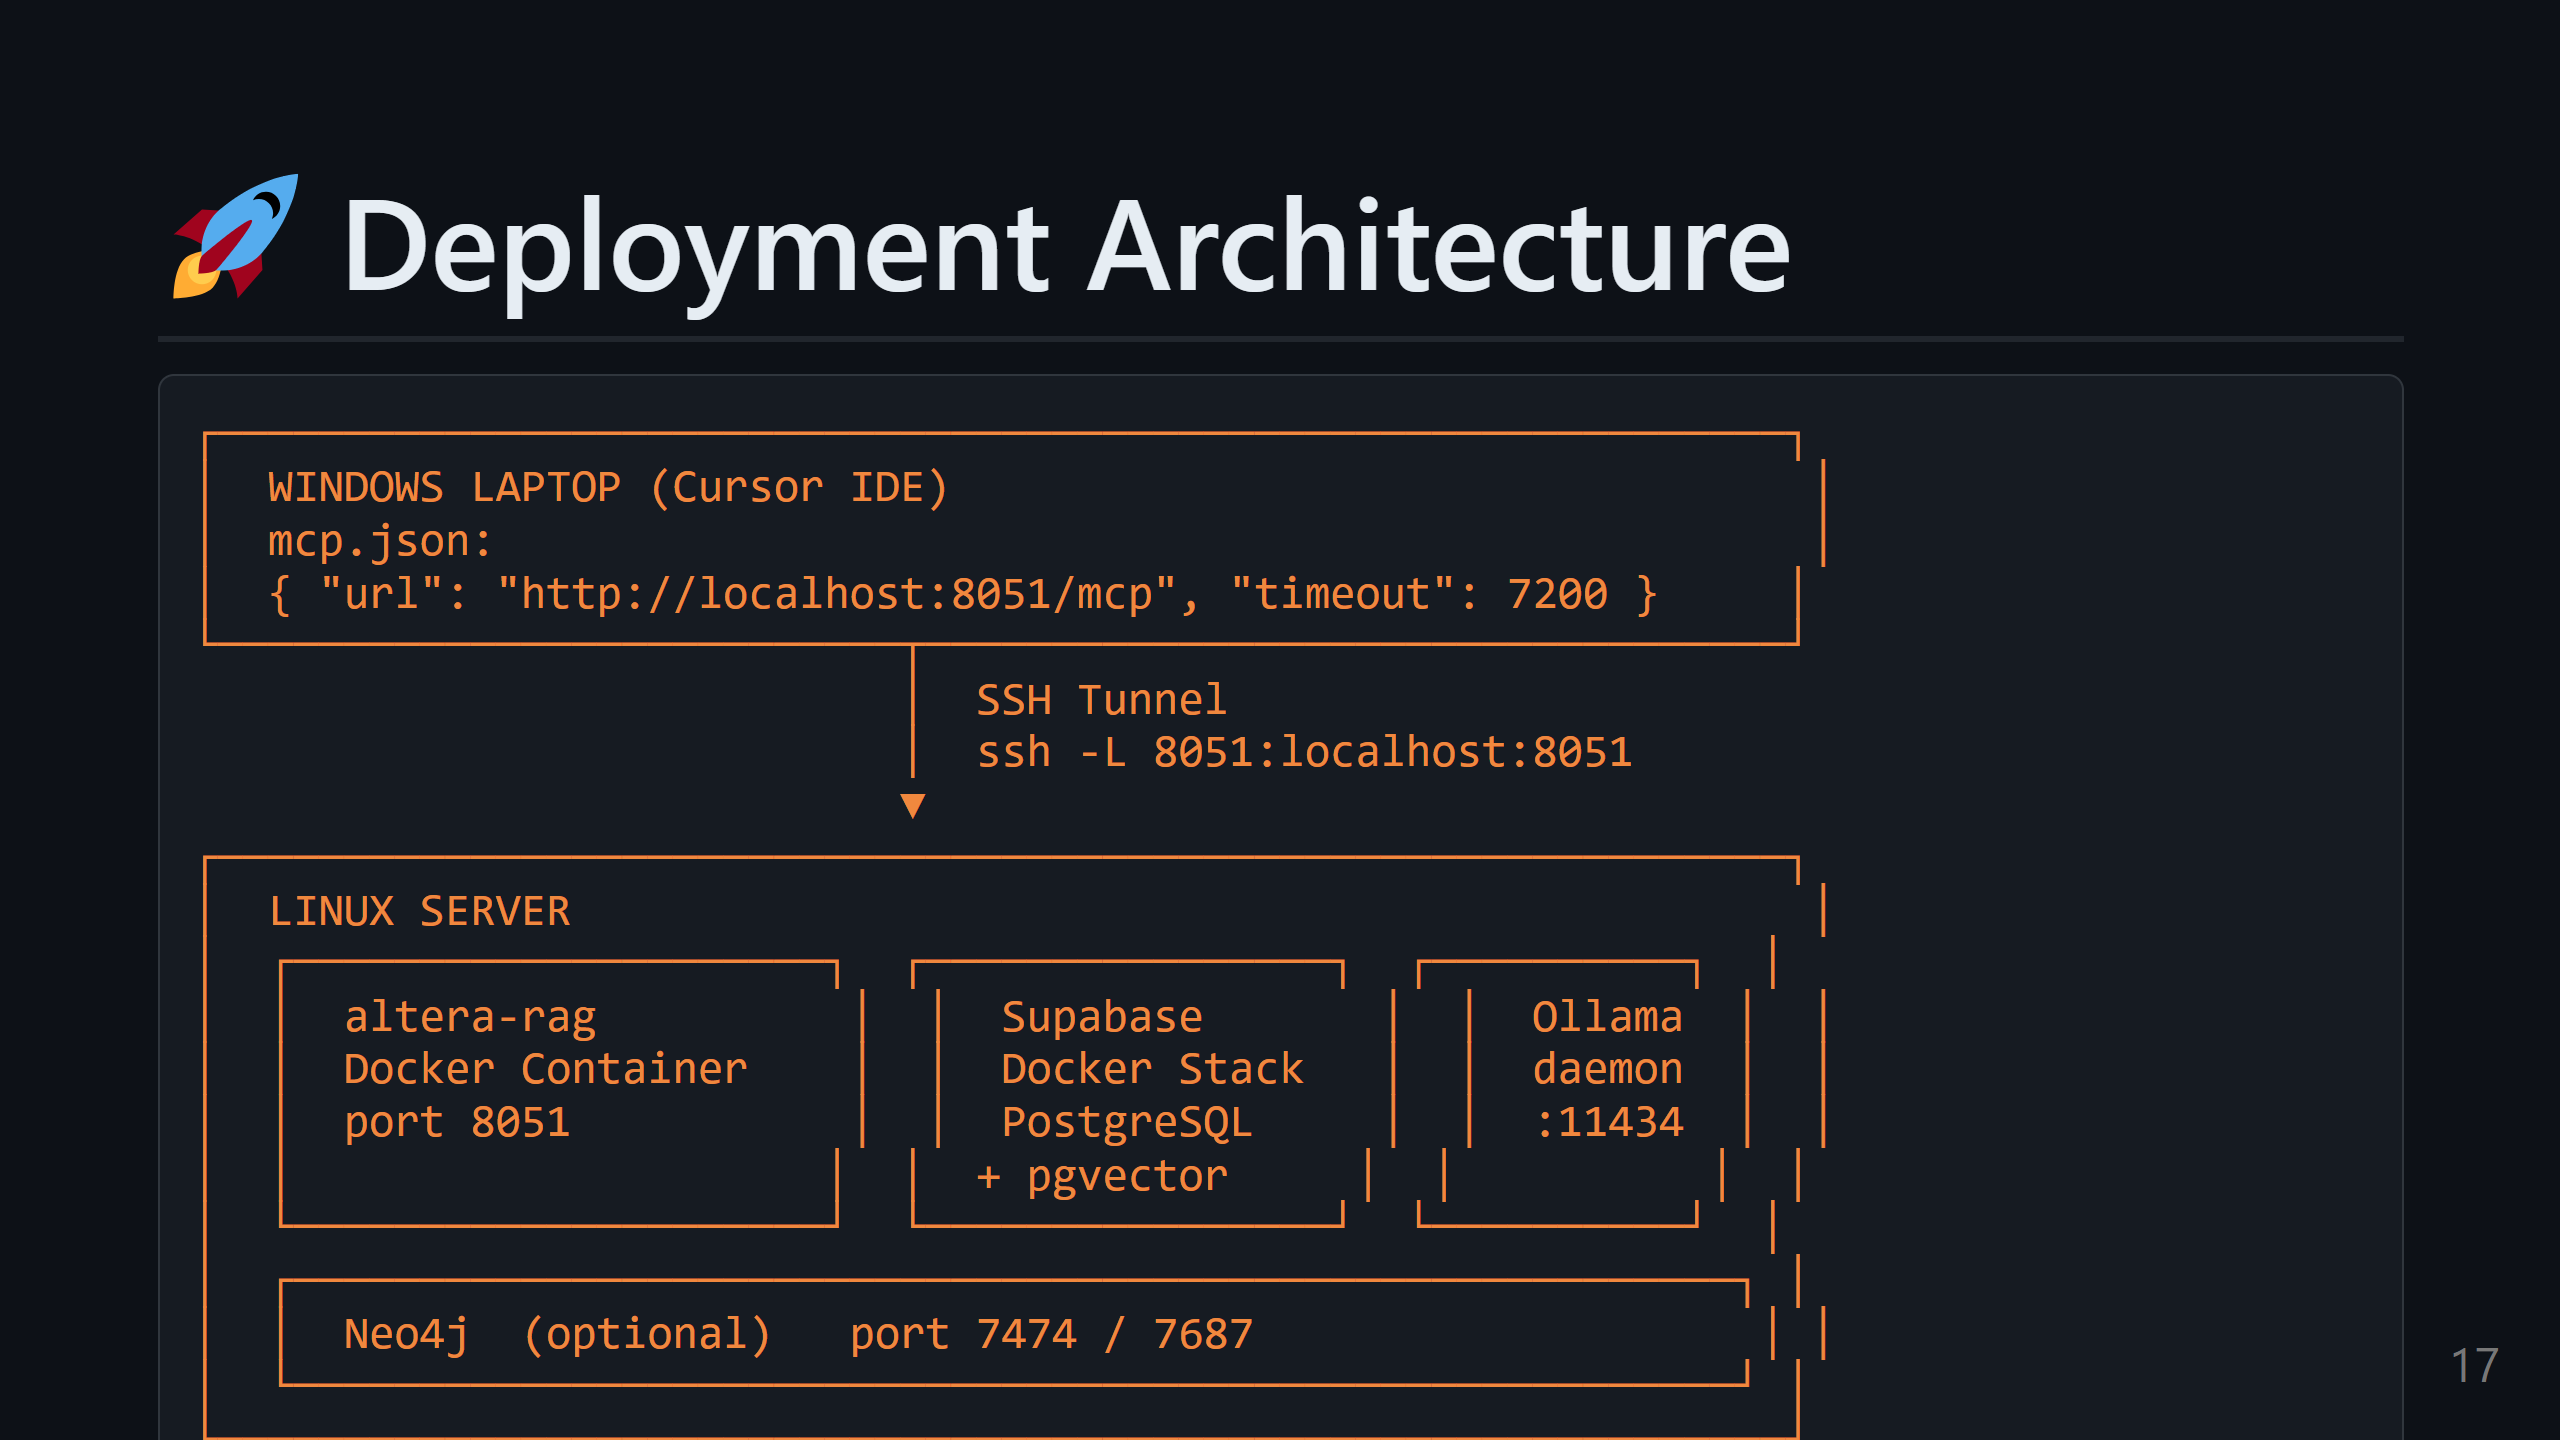 Deployment Architecture
WINDOWS LAPTOP (Cursor IDE)
mcp.json:
{ "url": "http://localhost:8051/mcp", "timeout": 7200 }
SSH Tunnel
ssh -L 8051:localhost:8051
LINUX SERVER
altera-rag
Docker Container
port 8051
Supabase
Docker Stack
PostgreSQL
+ pgvector
Ollama
daemon
:11434
Neo4j (optional) port 7474 / 7687
17